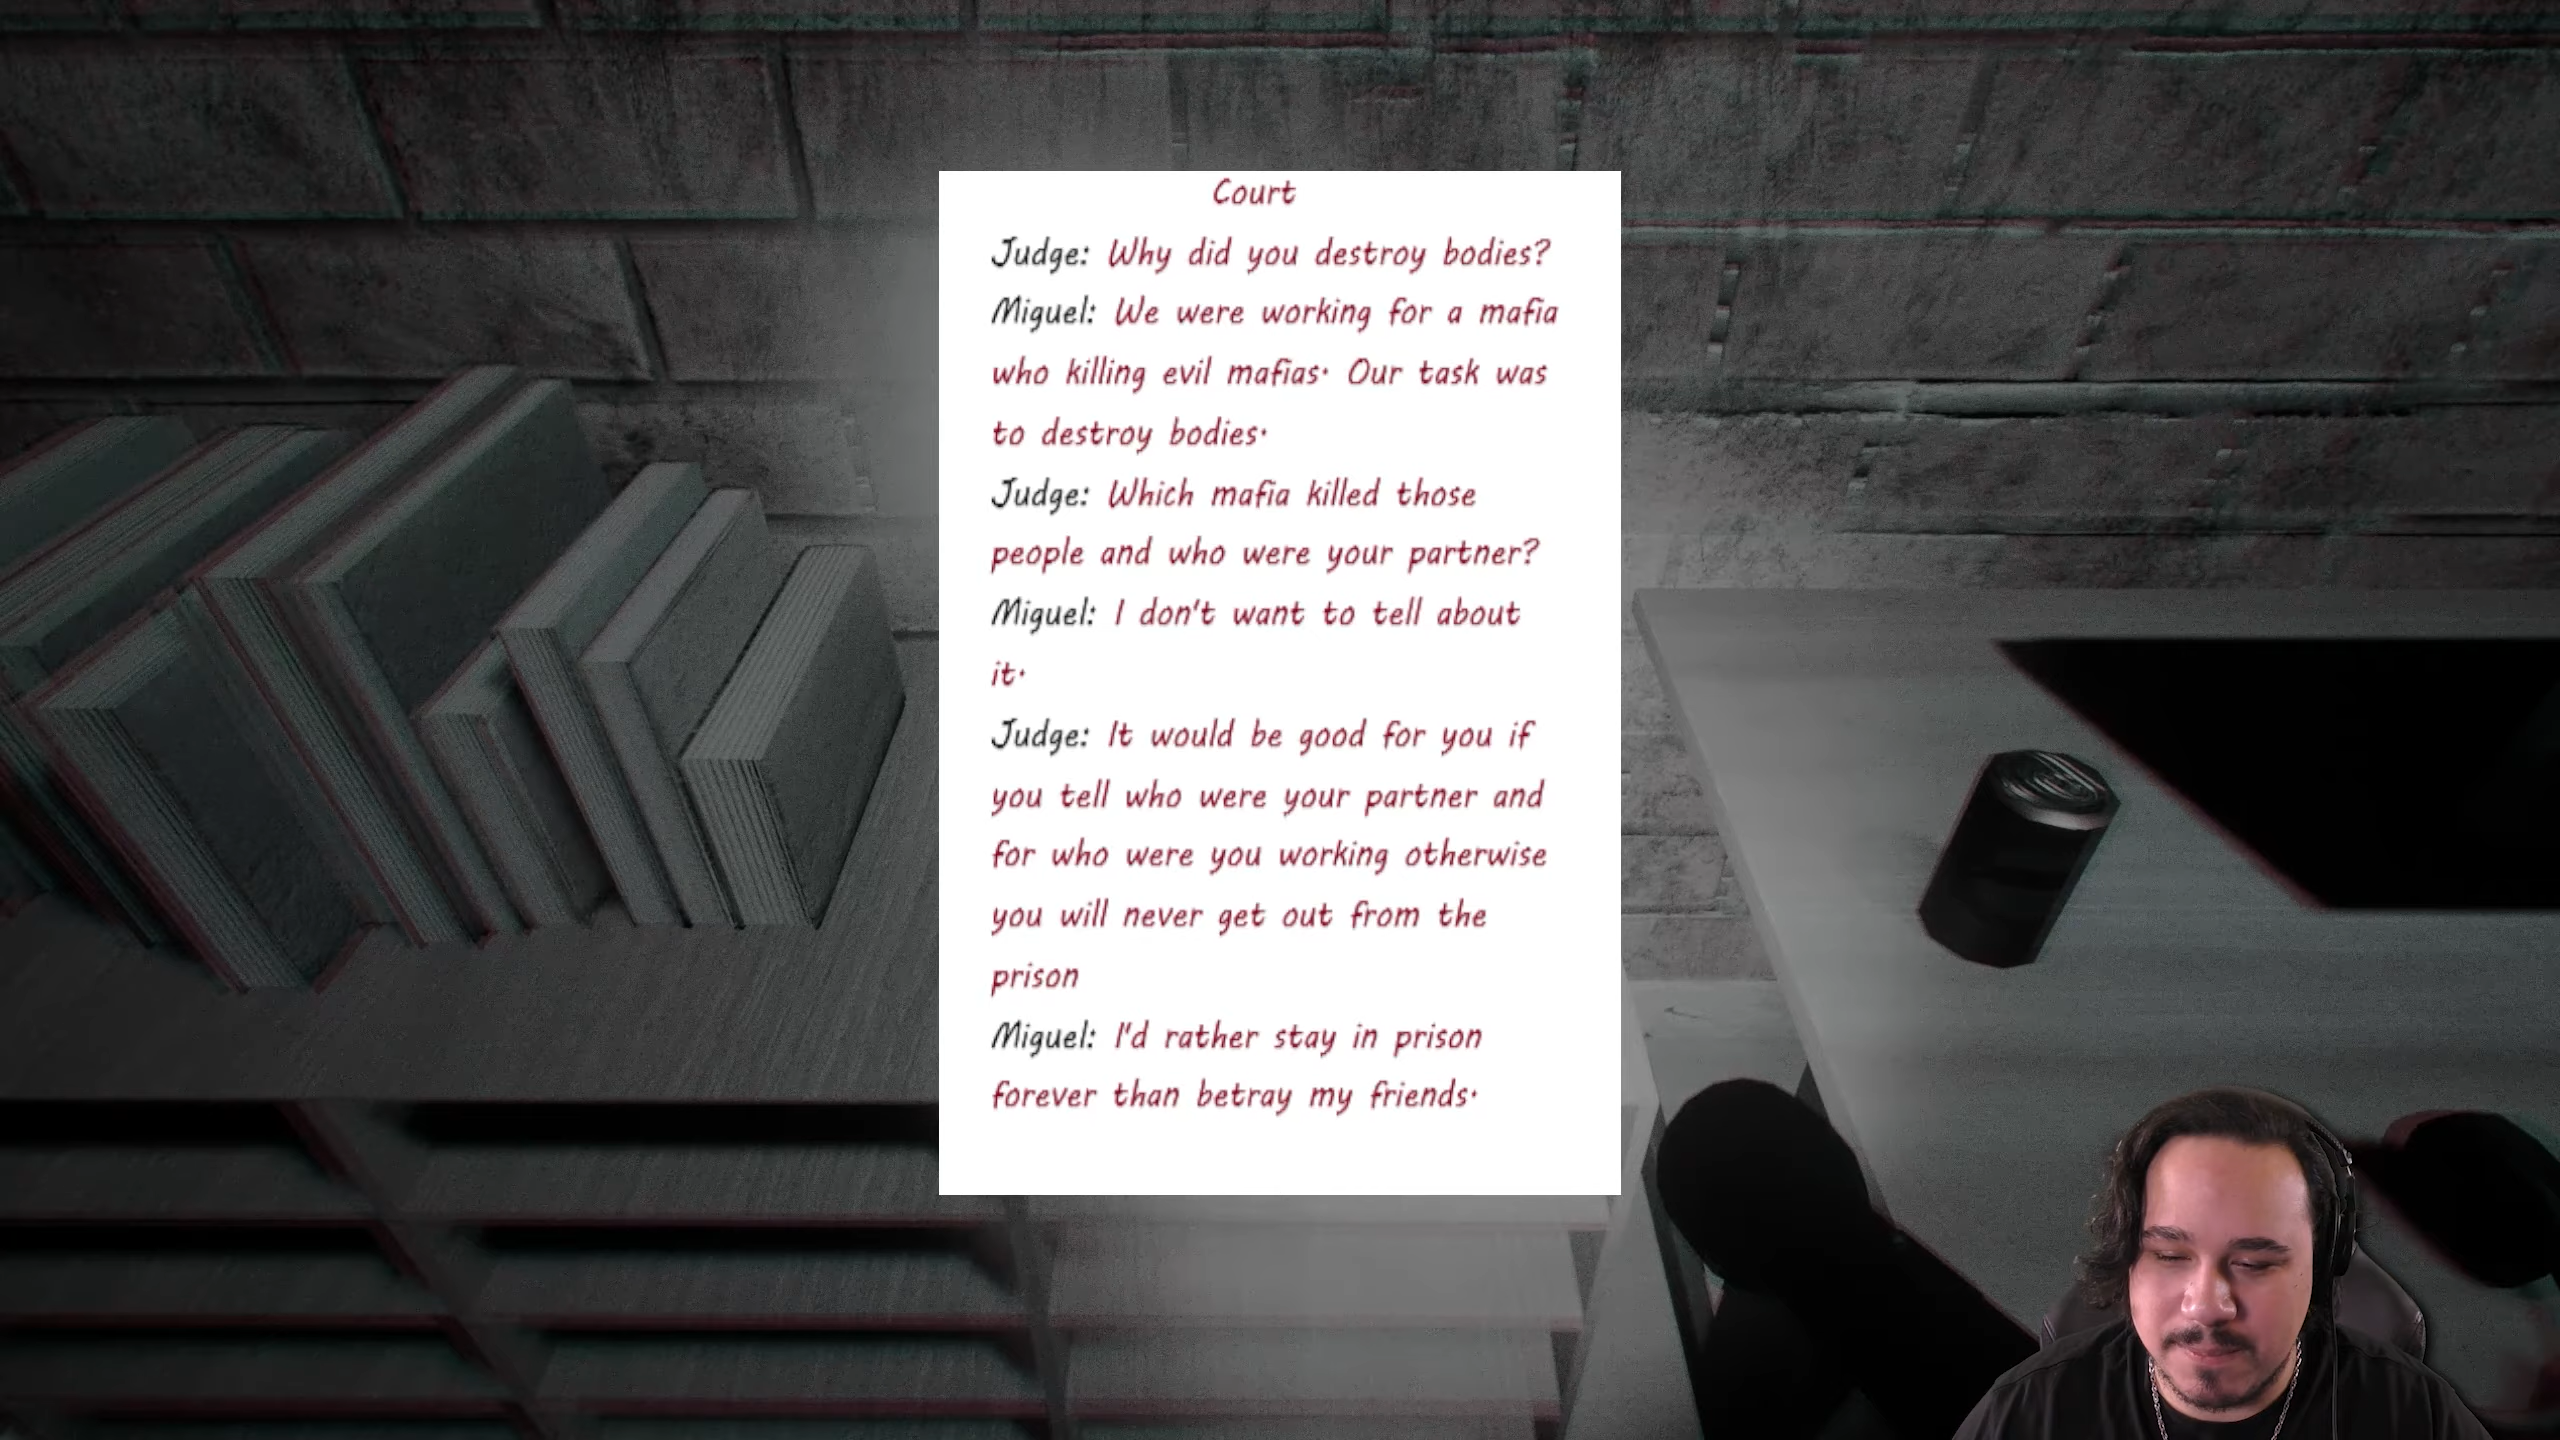 Court
Judge: Why did you destroy bodies?
Miguel: We were working for a mafia
who killing evil mafias. Our task was
to destroy bodies.
Judge: Which mafia killed those
people and who were your partner?
Miguel: I don't want to tell about
it.
Judge: It would be good for you if
you tell who were your partner and
for who were you working otherwise
you will never get out from the
prison
Miguel: I'd rather stay in prison
forever than betray my friends.